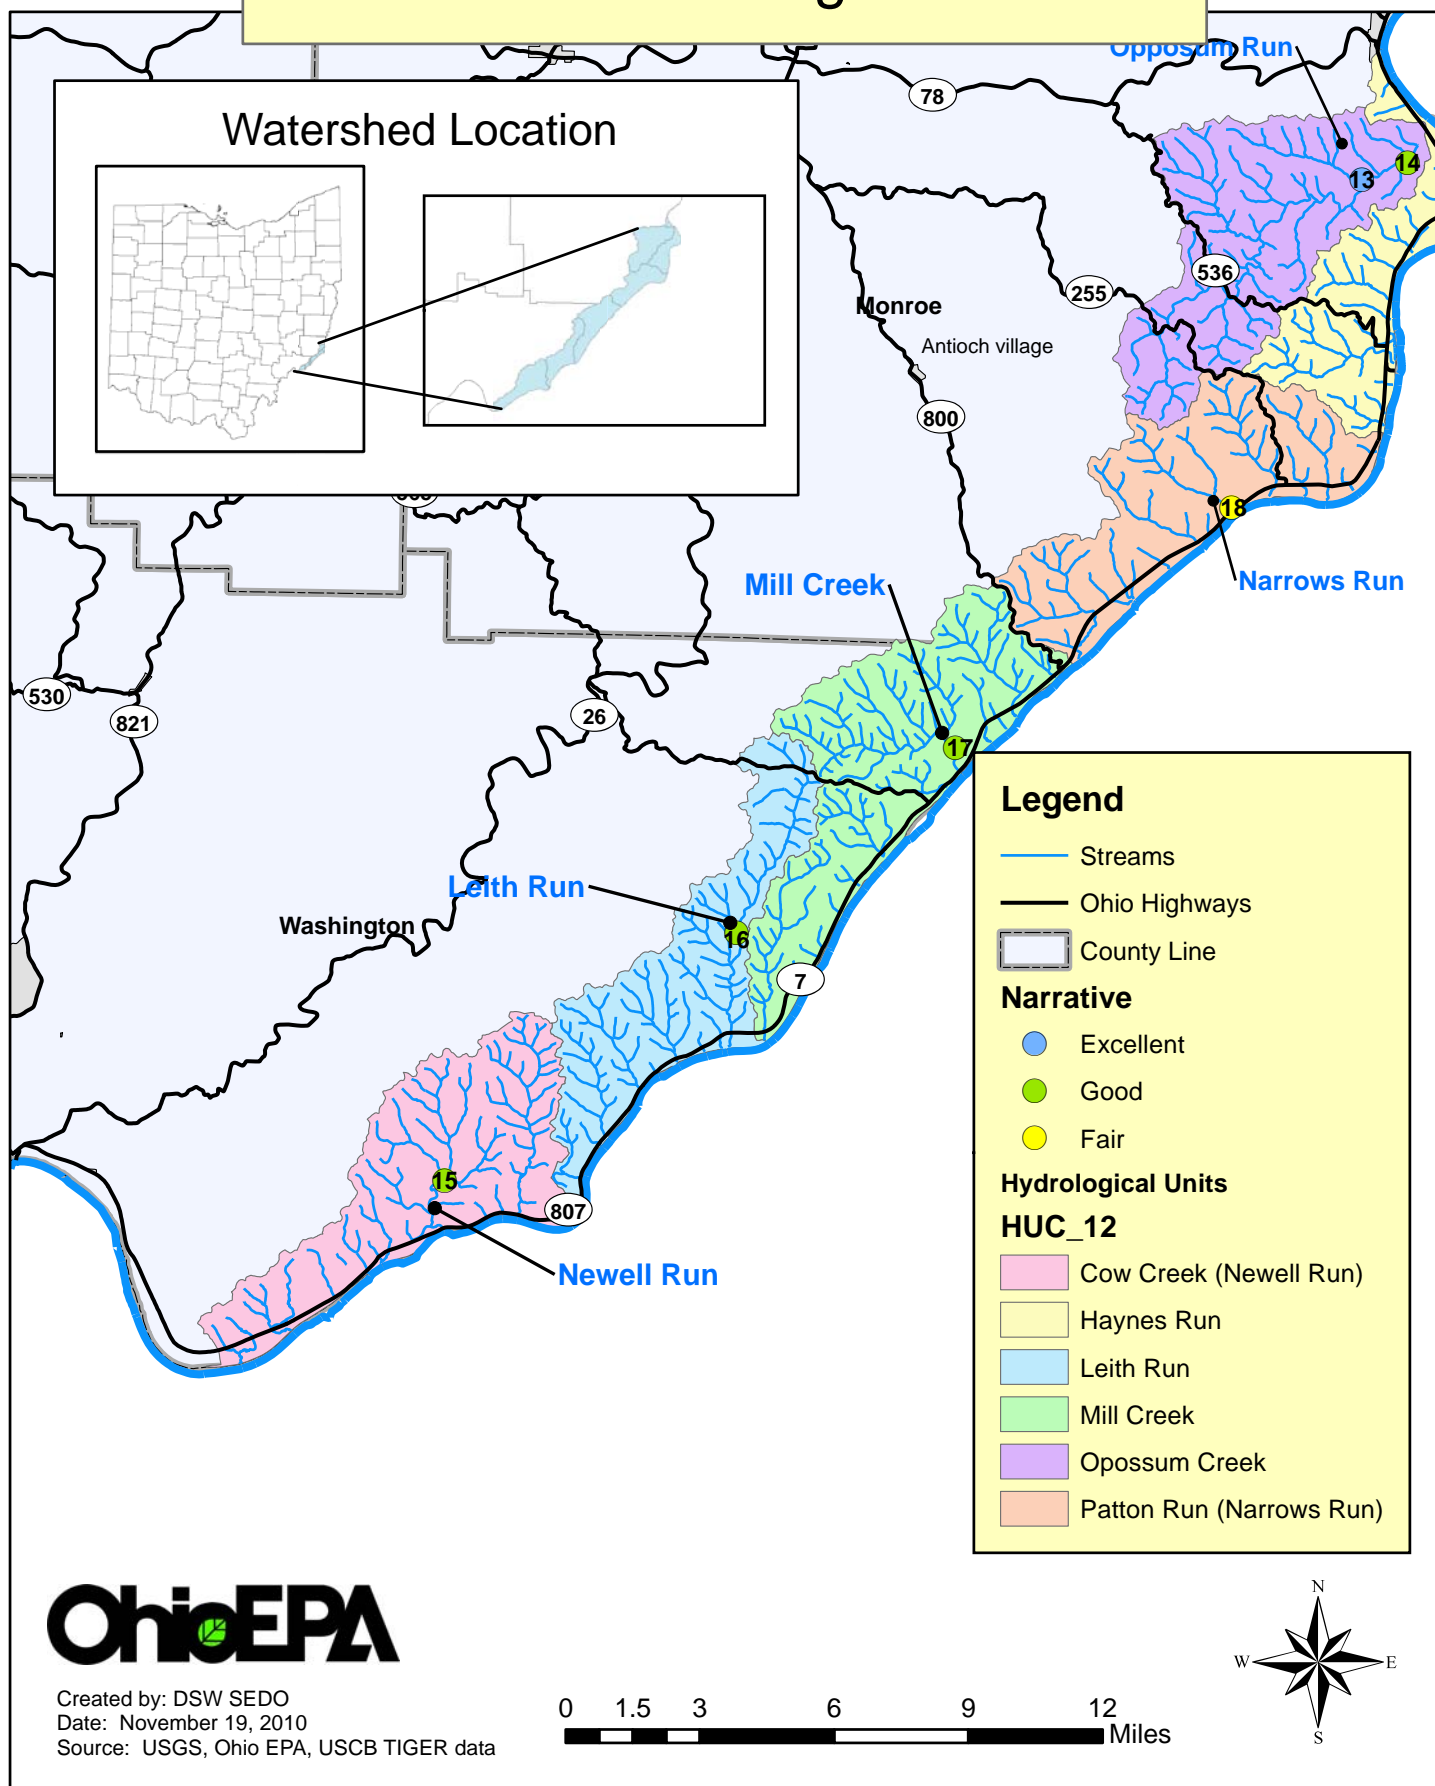 Opposum Run
78
Watershed Location
14
13
536
255
Monroe
Antioch village
800
18
Narrows Run
Mill Creek
530
821
26
17
Leith Run
Washington
16
7
15
807
Newell Run
Legend
Streams
Ohio Highways
County Line
Narrative
Excellent
Good
Fair
Hydrological Units
HUC_12
Cow Creek (Newell Run)
Haynes Run
Leith Run
Mill Creek
Opossum Creek
Patton Run (Narrows Run)
OhioEPA
N
W E
S
Created by: DSW SEDO
Date: November 19, 2010
Source: USGS, Ohio EPA, USCB TIGER data
0 1.5 3 6 9 12
Miles